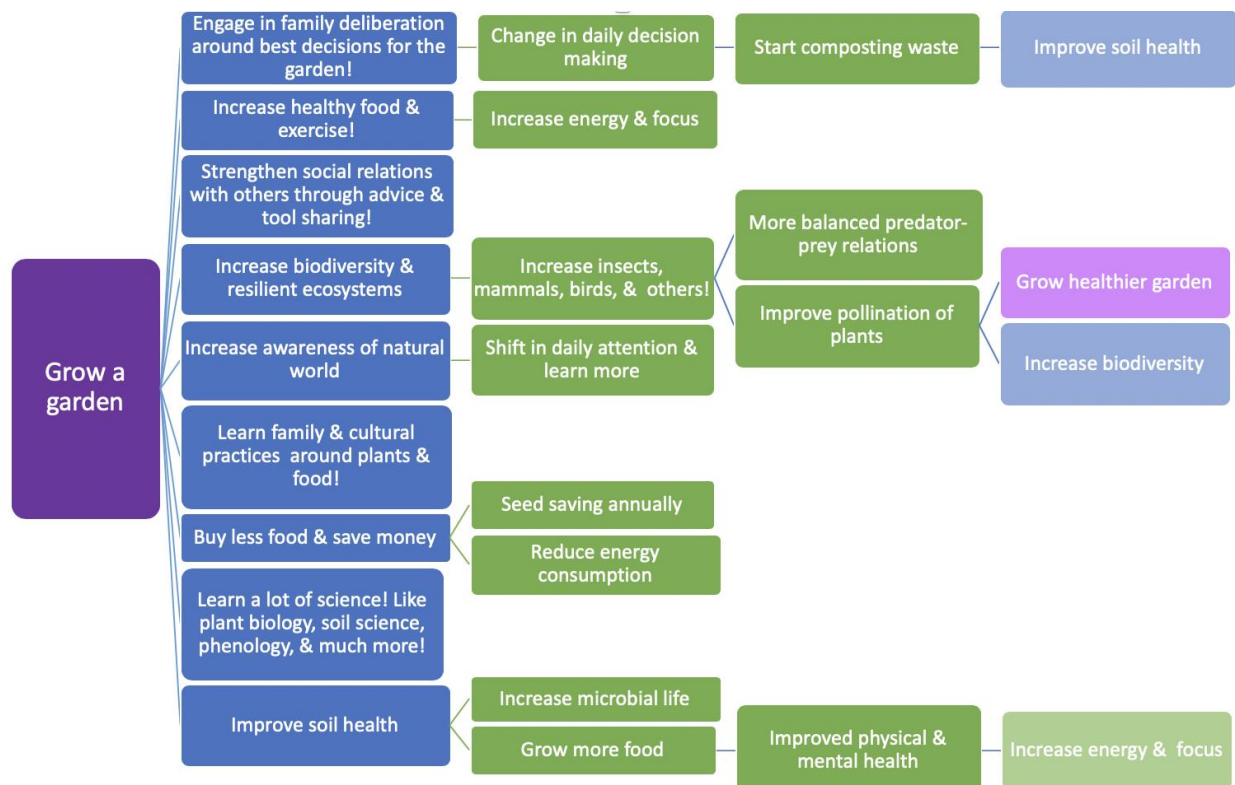 Engage in family deliberation
around best decisions for the
garden!
Change in daily decision
making
Start composting waste
Improve soil health
Increase healthy food &
exercise!
Increase energy & focus
Strengthen social relations
with others through advice &
tool sharing!
Increase biodiversity &
resilient ecosystems
Increase insects,
mammals, birds, & others!
More balanced predator-
prey relations
Improve pollination of
plants
Grow healthier garden
Increase biodiversity
Grow a
garden
Increase awareness of natural
world
Shift in daily attention &
learn more
Learn family & cultural
practices around plants &
food!
Buy less food & save money
Seed saving annually
Reduce energy
consumption
Learn a lot of science! Like
plant biology, soil science,
phenology, & much more!
Improve soil health
Increase microbial life
Grow more food
Improved physical &
mental health
Increase energy & focus